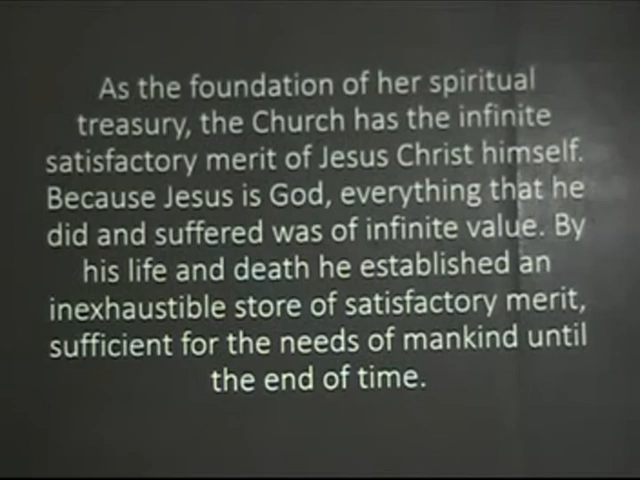 As the foundation of her spiritual
treasury, the Church has the infinite
satisfactory merit of Jesus Christ himself.
Because Jesus is God, everything that he
did and suffered was of infinite value. By
his life and death he established an
inexhaustible store of satisfactory merit,
sufficient for the needs of mankind until
the end of time.